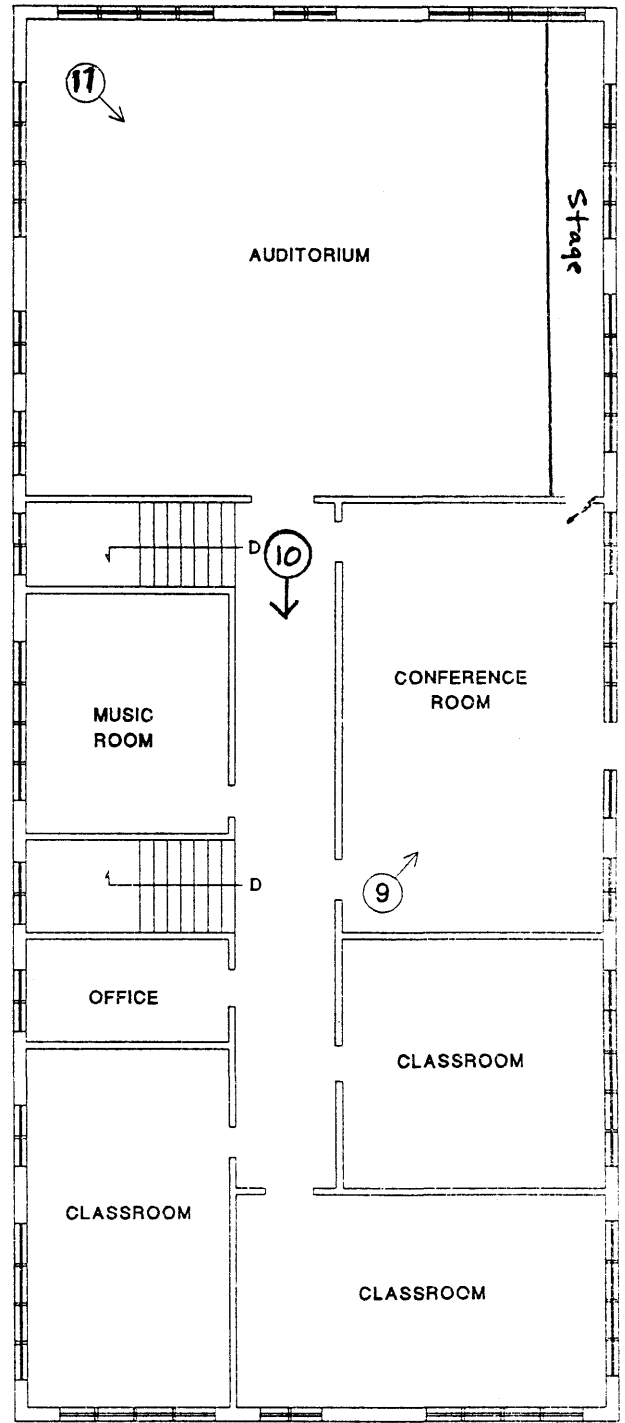 11
Stage
AUDITORIUM
D
10
CONFERENCE
ROOM
MUSIC
ROOM
D
9
OFFICE
CLASSROOM
CLASSROOM
CLASSROOM